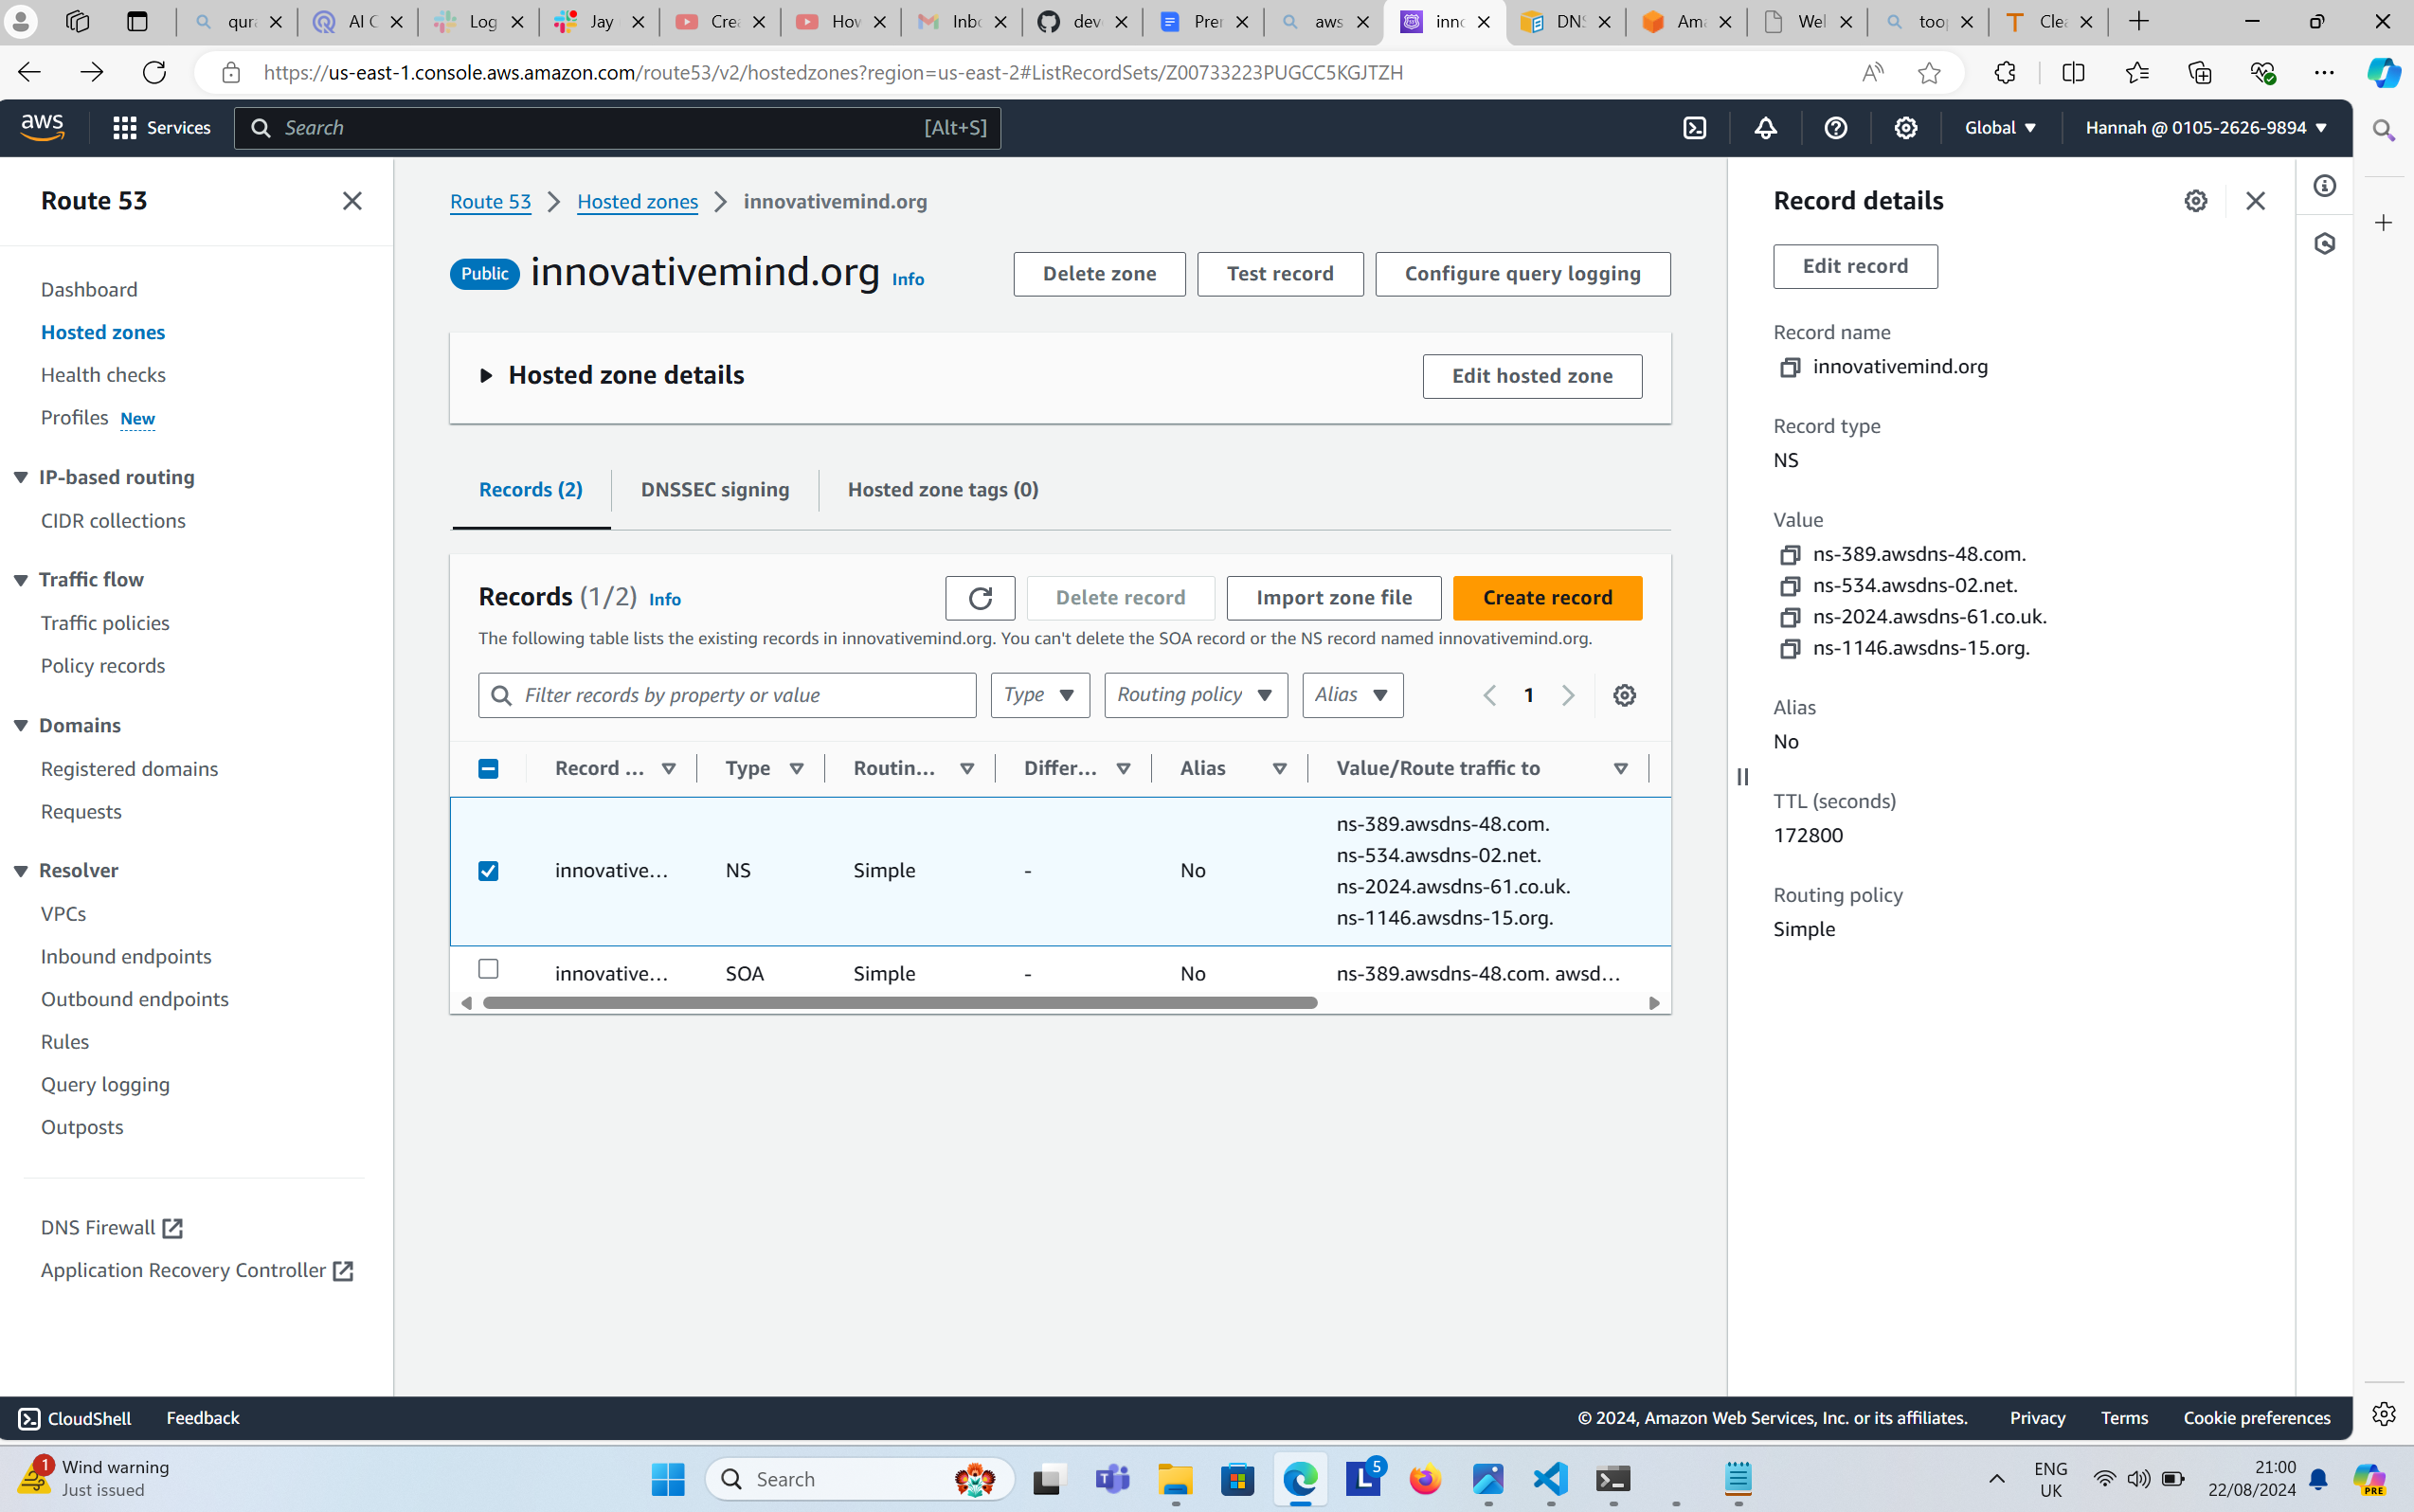 qura
AI C
Log
Jay
Crea
How
Inbo
dev
Prer
aws
inno
DNS
Ama
Wel
too
Clea
https://us-east-1.console.aws.amazon.com/route53/v2/hostedzones?region=us-east-2#ListRecordSets/Z00733223PUGCC5KGJTZH
aws
Services
Search
[Alt+S]
Global
Hannah @ 0105-2626-9894
Route 53
Dashboard
Hosted zones
Health checks
Profiles New
IP-based routing
CIDR collections
Traffic flow
Traffic policies
Policy records
Domains
Registered domains
Requests
Resolver
VPCs
Inbound endpoints
Outbound endpoints
Rules
Query logging
Outposts
DNS Firewall
Application Recovery Controller
Route 53 > Hosted zones > innovativemind.org
Public innovativemind.org Info
Delete zone
Test record
Configure query logging
Hosted zone details
Edit hosted zone
Records (2)
DNSSEC signing
Hosted zone tags (0)
Records (1/2) Info
Delete record
Import zone file
Create record
The following table lists the existing records in innovativemind.org. You can't delete the SOA record or the NS record named innovativemind.org.
Filter records by property or value
Type
Routing policy
Alias
1
Record ... Type Routin... Differ... Alias Value/Route traffic to
innovative... NS Simple - No
ns-389.awsdns-48.com.
ns-534.awsdns-02.net.
ns-2024.awsdns-61.co.uk.
ns-1146.awsdns-15.org.
innovative... SOA Simple - No ns-389.awsdns-48.com. awsd...
Record details
Edit record
Record name
innovativemind.org
Record type
NS
Value
ns-389.awsdns-48.com.
ns-534.awsdns-02.net.
ns-2024.awsdns-61.co.uk.
ns-1146.awsdns-15.org.
Alias
No
TTL (seconds)
172800
Routing policy
Simple
CloudShell
Feedback
© 2024, Amazon Web Services, Inc. or its affiliates.
Privacy
Terms
Cookie preferences
1
Wind warning
Just issued
Search
L
5
ENG
UK
21:00
22/08/2024
PRE